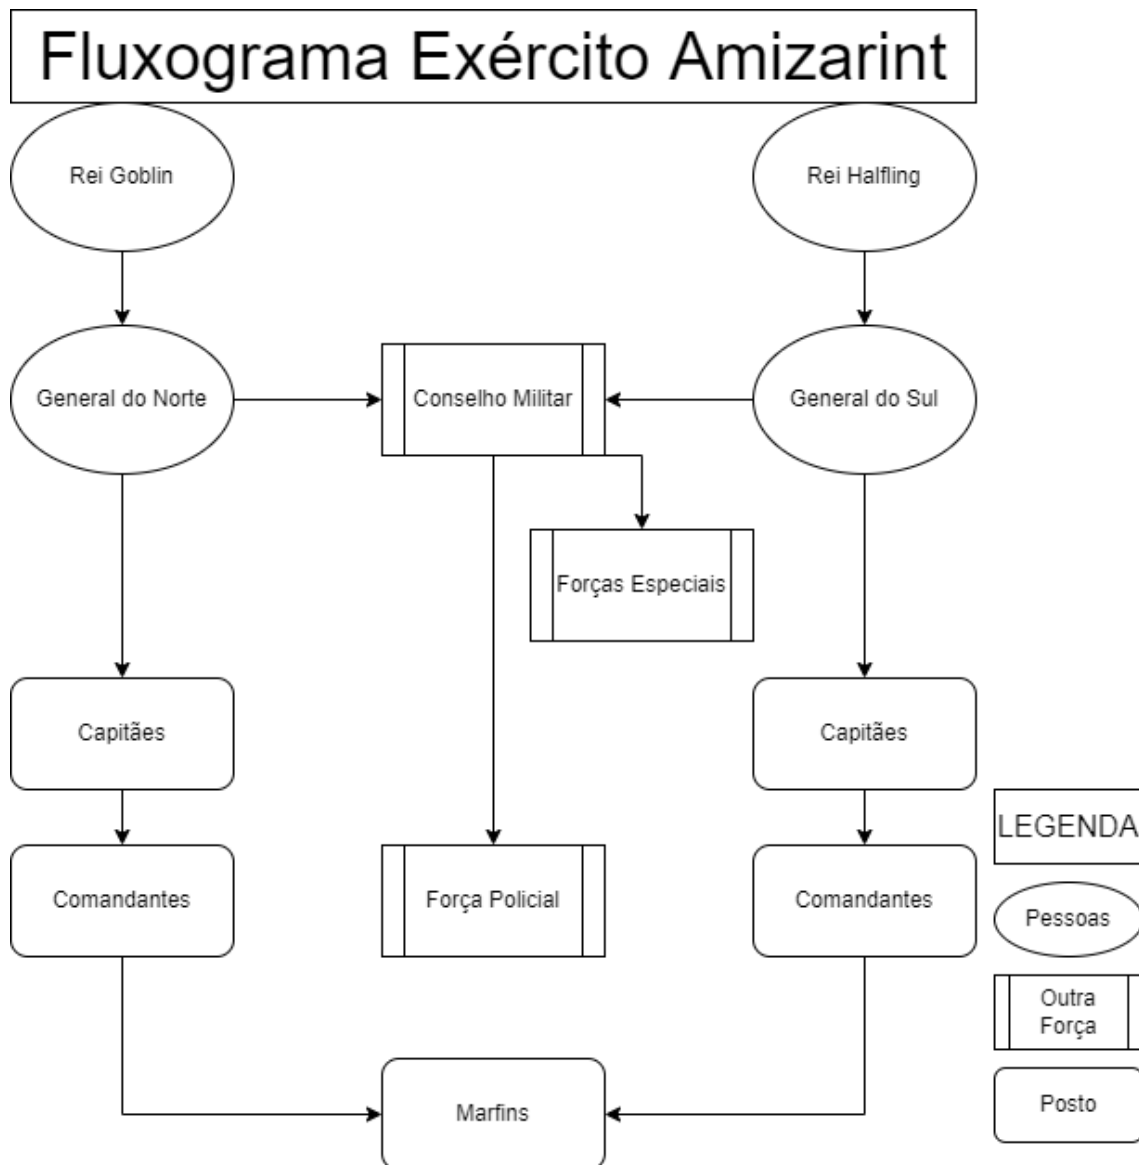 Fluxograma Exército Amizarint
Rei Goblin
Rei Halfling
General do Norte
Conselho Militar
General do Sul
Forças Especiais
Capitães
Capitães
LEGENDA
Comandantes
Força Policial
Comandantes
Pessoas
Outra
Força
Marfins
Posto